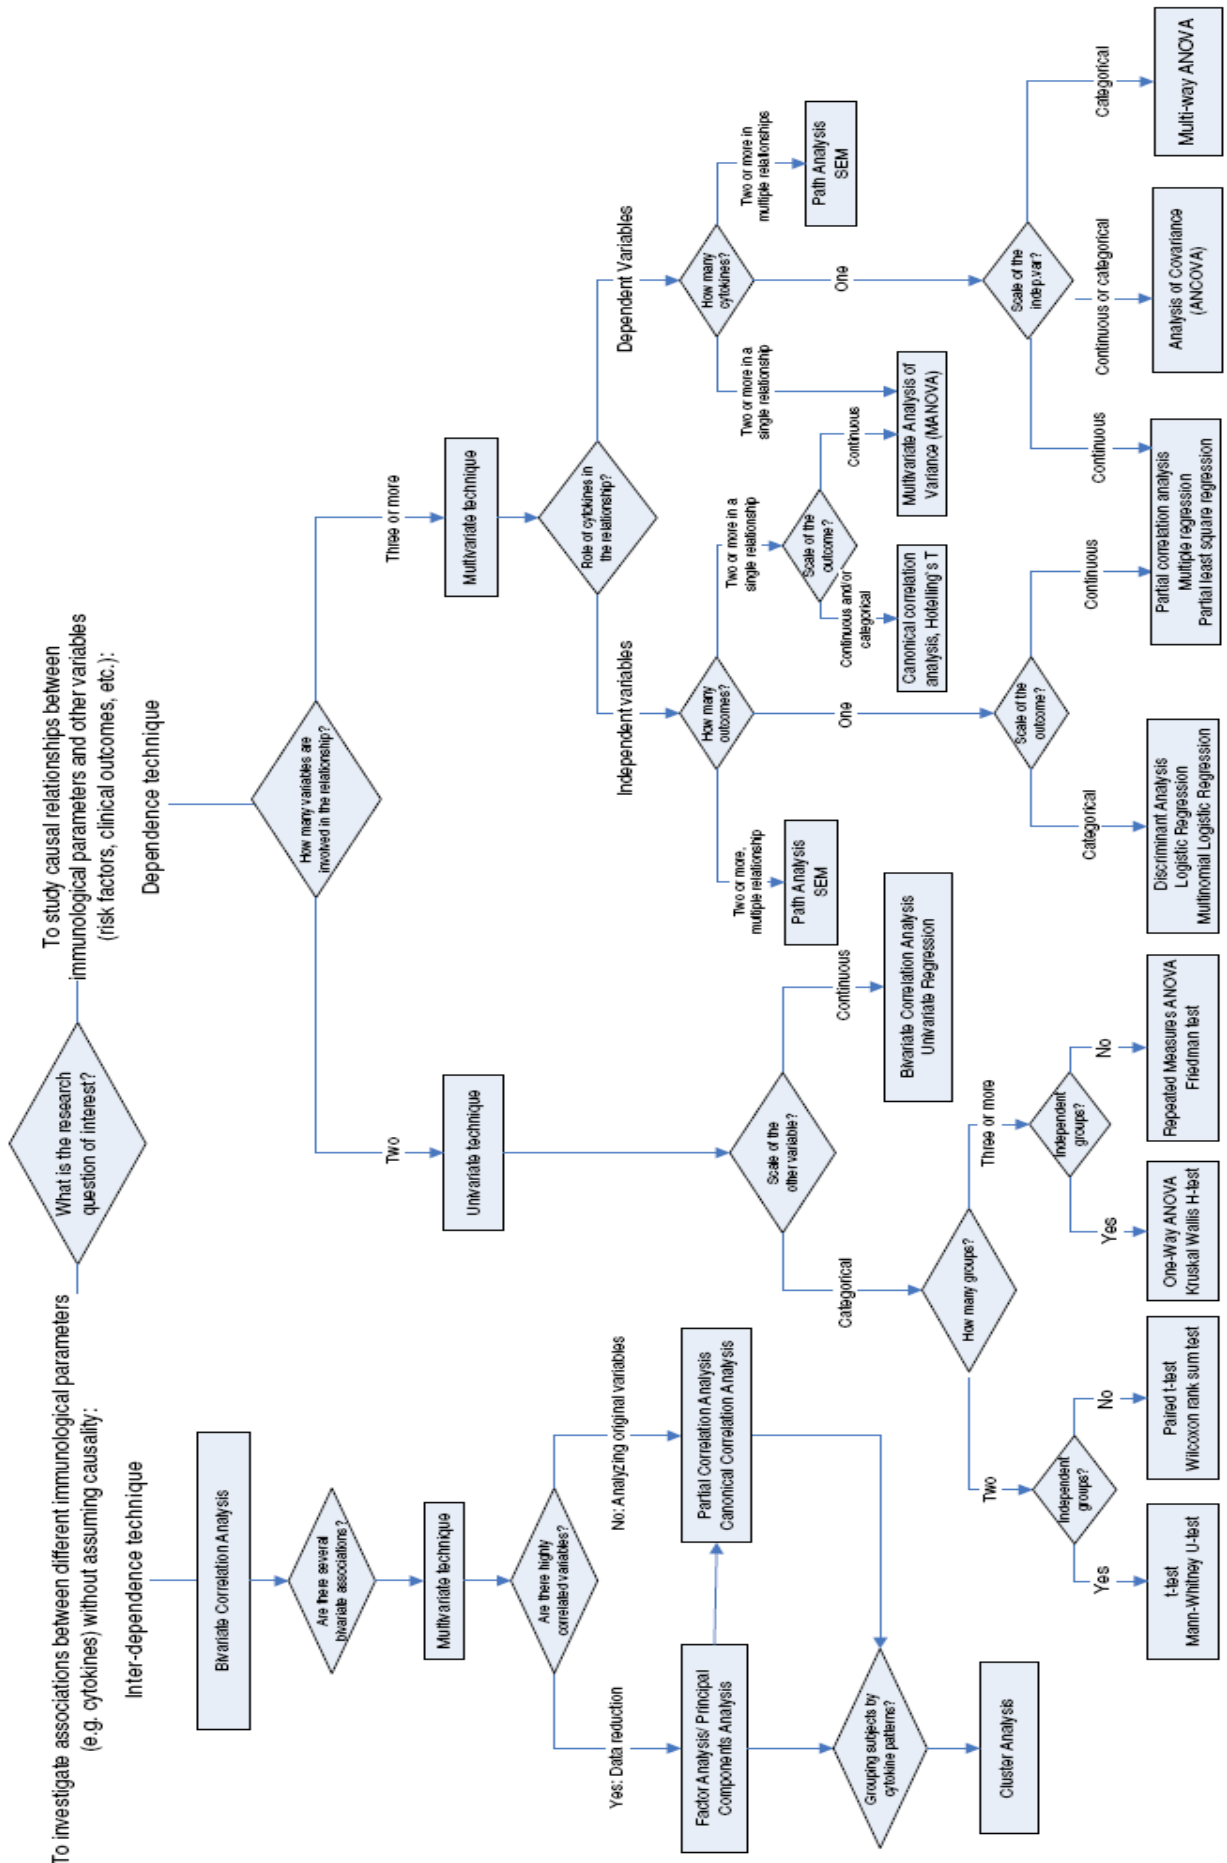 What is the research
question of interest?
To investigate associations between different immunological parameters
(e.g. cytokines) without assuming causality:
Inter-dependence technique
Bivariate Correlation Analysis
Are there several
bivariate associations?
Multivariate technique
Are there highly
correlated variables?
Yes: Data reduction
No: Analyzing original variables
Factor Analysis/ Principal
Components Analysis
Partial Correlation Analysis
Canonical Correlation Analysis
Grouping subjects by
cytokine patterns?
Cluster Analysis
To study causal relationships between
immunological parameters and other variables
(risk factors, clinical outcomes, etc.):
Dependence technique
How many variables are
involved in the relationship?
Two
Three or more
Univariate technique
Scale of the
other variable?
Categorical
Continuous
Bivariate Correlation Analysis
Univariate Regression
How many groups?
Two
Three or more
Independent
groups?
Yes
No
t-test
Mann-Whitney U-test
Paired t-test
Wilcoxon rank sum test
Independent
groups?
Yes
No
One-Way ANOVA
Kruskal Wallis H-test
Repeated Measures ANOVA
Friedman test
Multivariate technique
Role of cytokines in
the relationship?
Independent variables
Dependent Variables
How many
outcomes?
Two or more,
multiple relationship
Path Analysis
SEM
Two or more in a
single relationship
Scale of the
outcome?
Continuous and/or
categorical
Continuous
Canonical correlation
analysis, Hotelling's T
Multivariate Analysis of
Variance (MANOVA)
One
Scale of the
outcome?
Categorical
Continuous
Discriminant Analysis
Logistic Regression
Multinomial Logistic Regression
Partial correlation analysis
Multiple regression
Partial least square regression
How many
cytokines?
Two or more in a
single relationship
Two or more in
multiple relationships
Path Analysis
SEM
One
Scale of the
indep.var?
Continuous
Continuous or categorical
Categorical
Analysis of Covariance
(ANCOVA)
Multi-way ANOVA